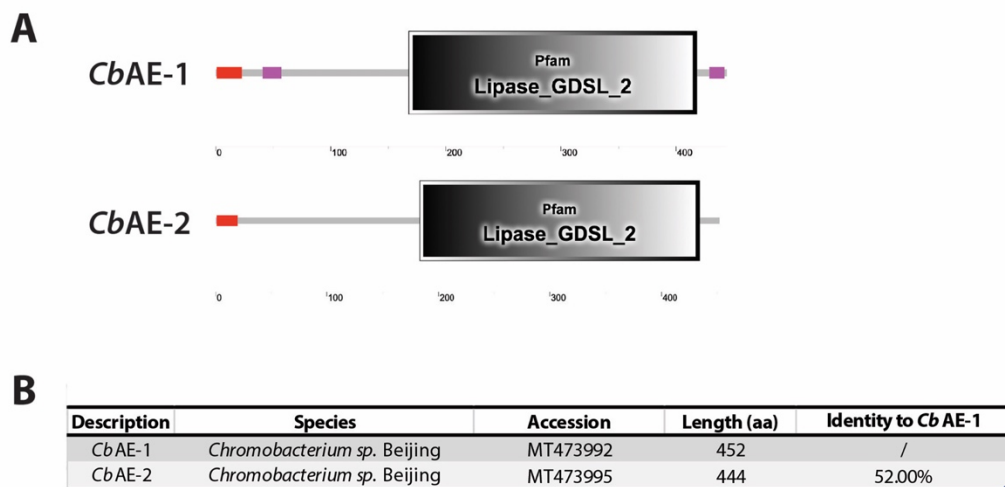 A
CbAE-1
Pfam
Lipase_GDSL_2
0 100 200 300 400
CbAE-2
Pfam
Lipase_GDSL_2
0 100 200 300 400
B
Description Species Accession Length (aa) Identity to CbAE-1
CbAE-1 Chromobacterium sp. Beijing MT473992 452 /
CbAE-2 Chromobacterium sp. Beijing MT473995 444 52.00%